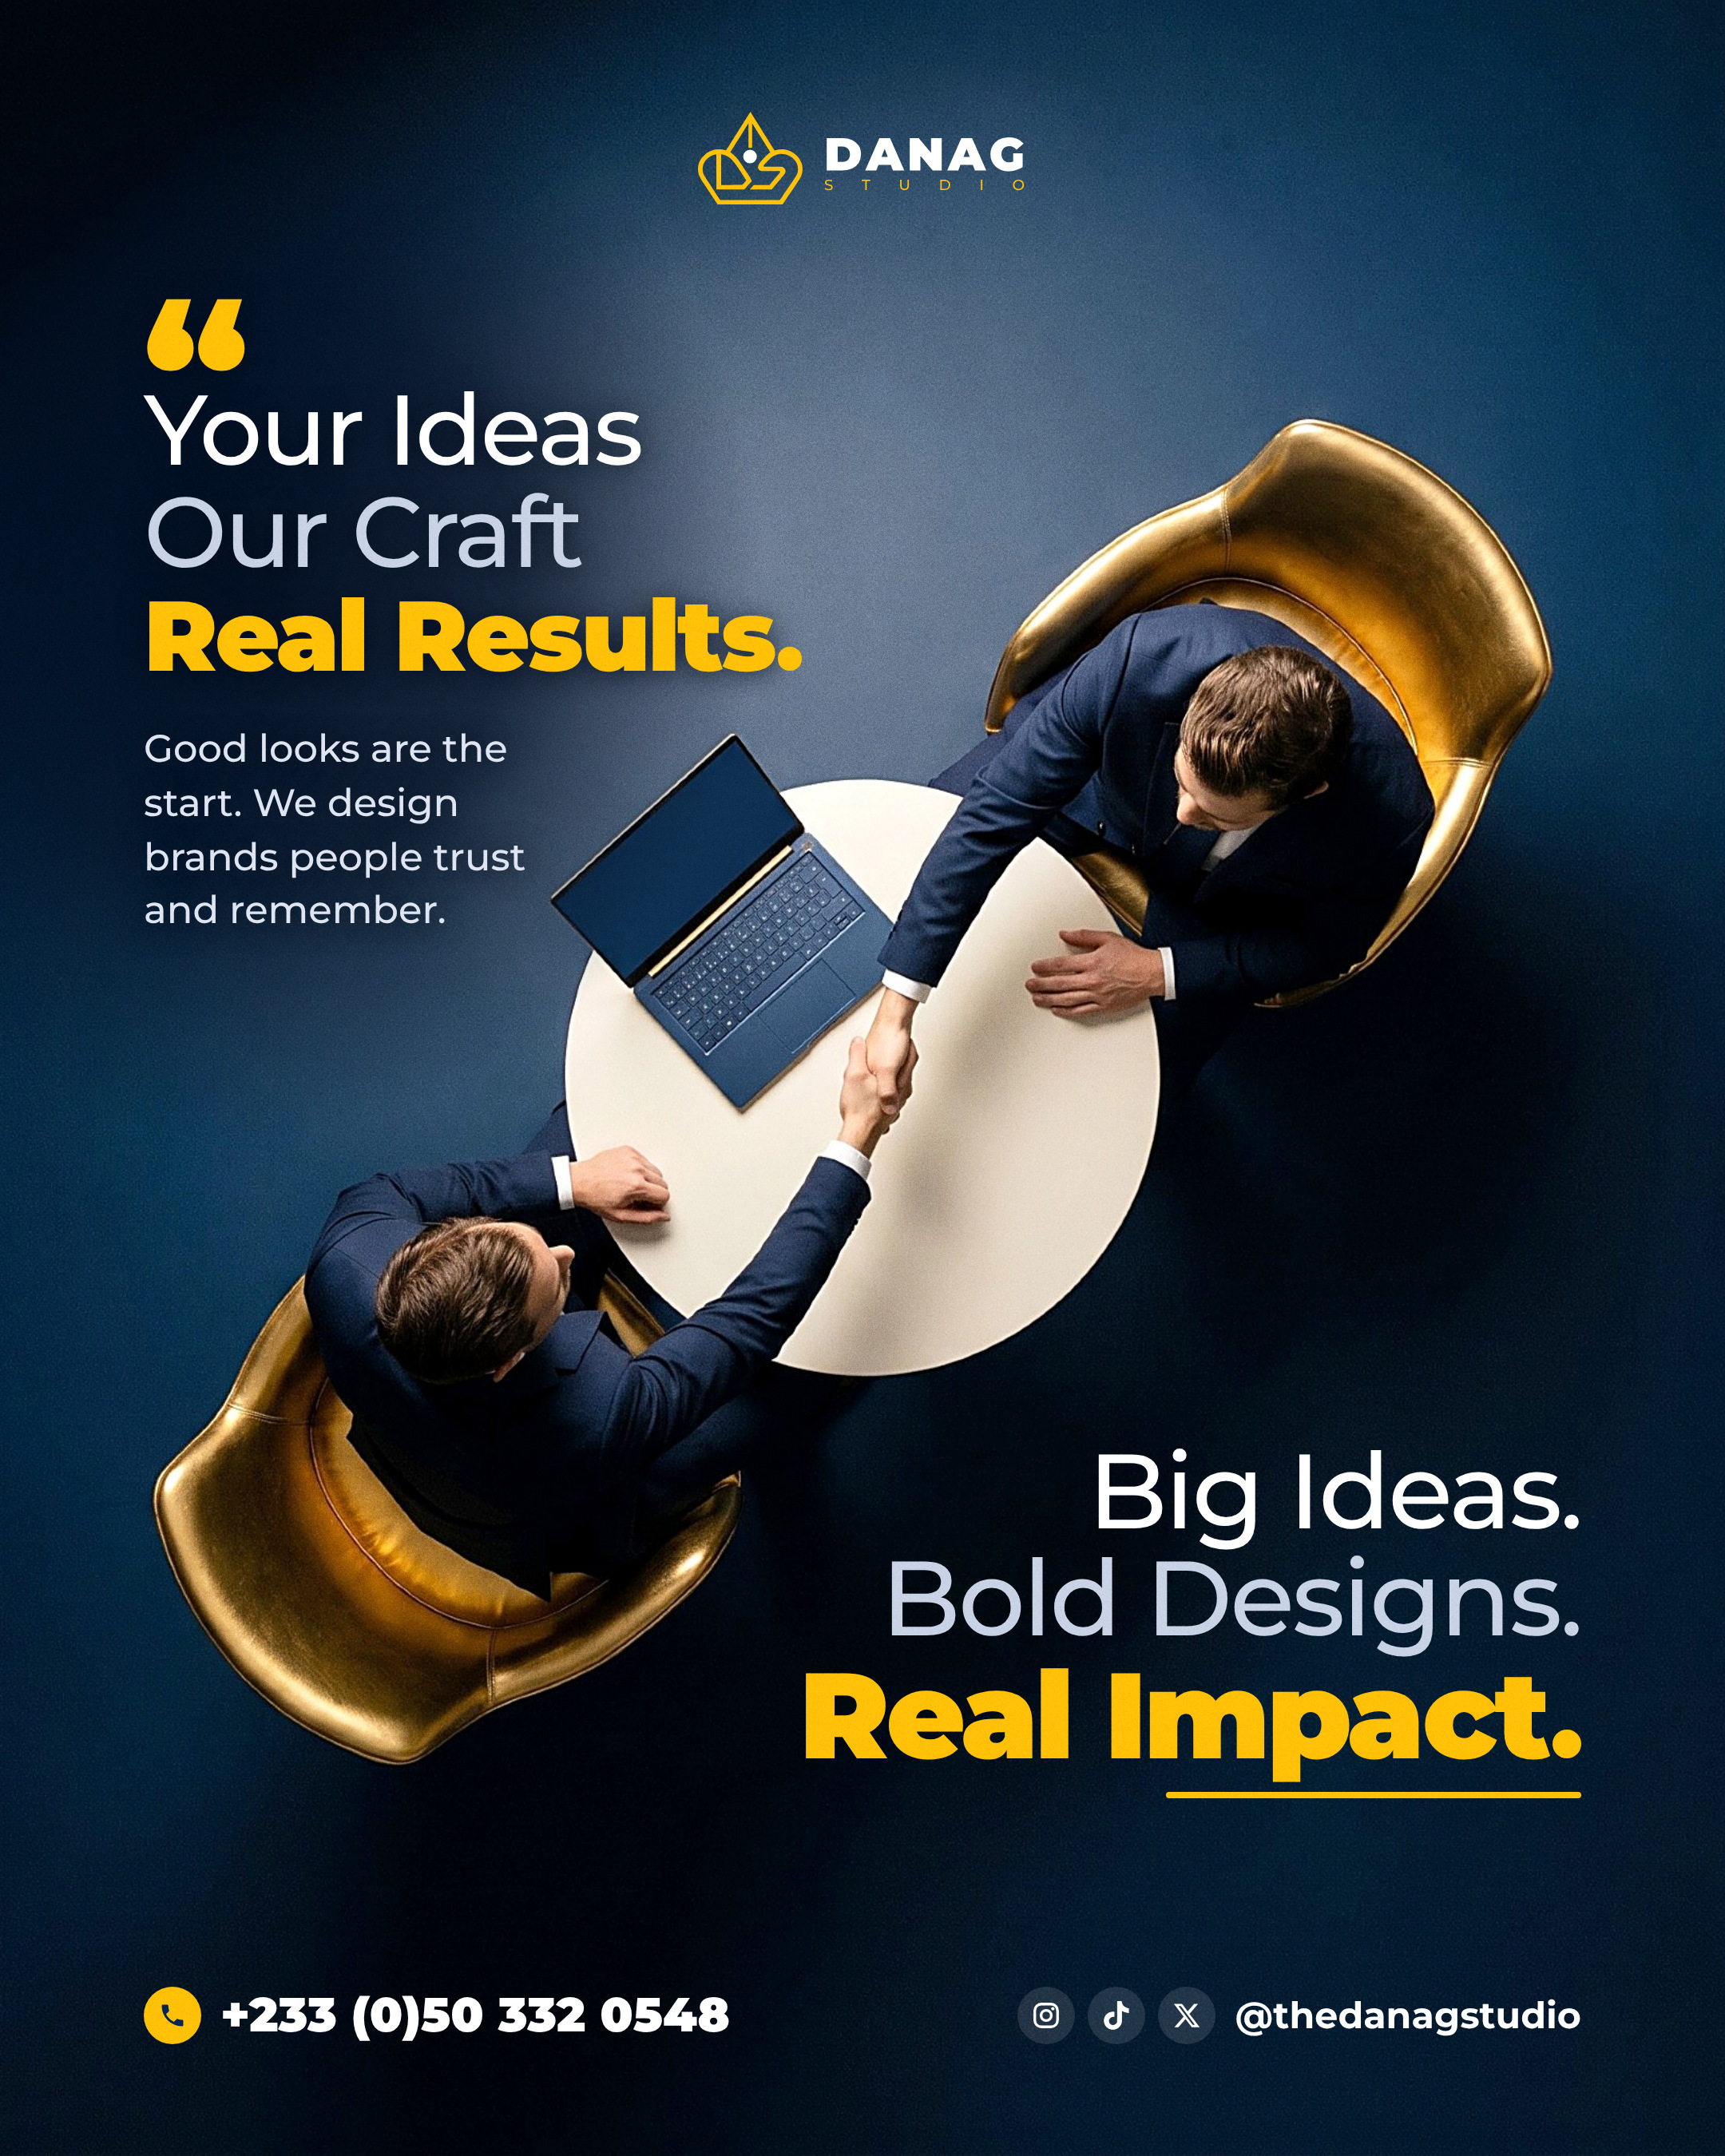 DS
DANAG
STUDIO
“
Your Ideas
Our Craft
Real Results.
Good looks are the
start. We design
brands people trust
and remember.
Big Ideas.
Bold Designs.
Real Impact.
+233 (0)50 332 0548
@thedanagstudio